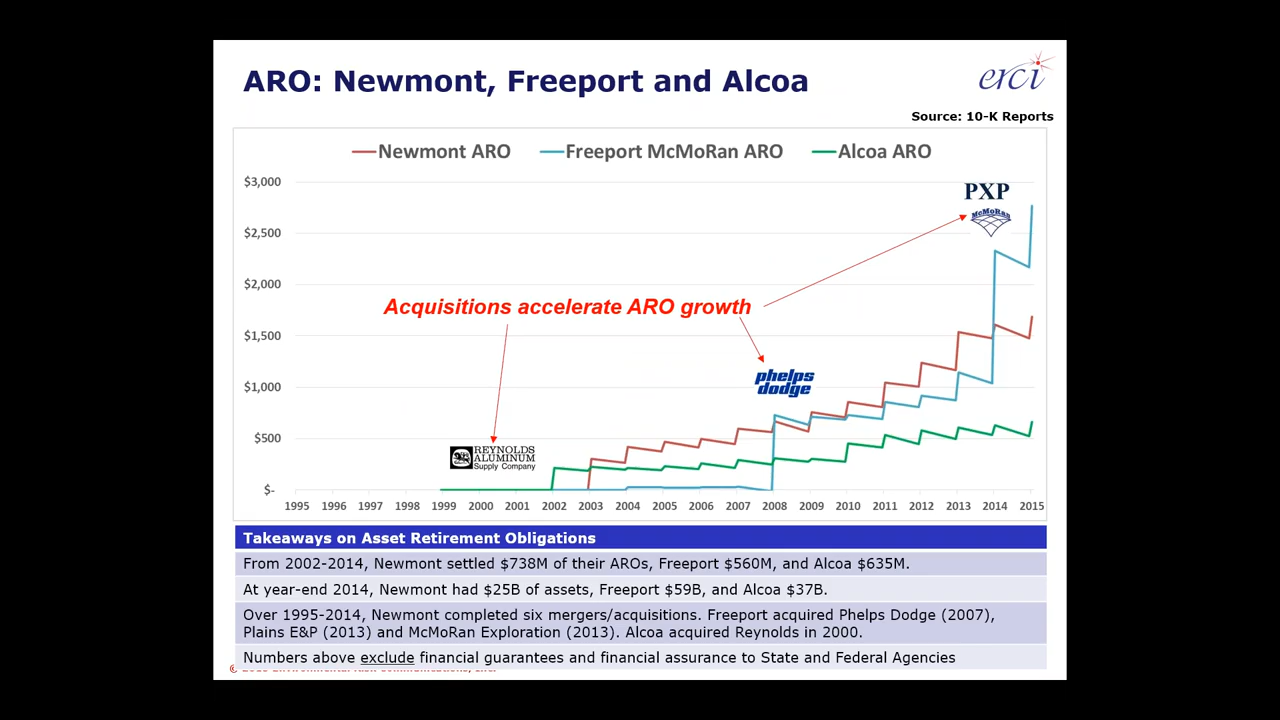 ARO: Newmont, Freeport and Alcoa
erci
Source: 10-K Reports
Newmont ARO Freeport McMoRan ARO Alcoa ARO
$3,000
$2,500
$2,000
$1,500
$1,000
$500
$-
PXP
McMoRan
Acquisitions accelerate ARO growth
phelps
dodge
REYNOLDS
ALUMINUM
Supply Company
1995 1996 1997 1998 1999 2000 2001 2002 2003 2004 2005 2006 2007 2008 2009 2010 2011 2012 2013 2014 2015
Takeaways on Asset Retirement Obligations
From 2002-2014, Newmont settled $738M of their AROs, Freeport $560M, and Alcoa $635M.
At year-end 2014, Newmont had $25B of assets, Freeport $59B, and Alcoa $37B.
Over 1995-2014, Newmont completed six mergers/acquisitions. Freeport acquired Phelps Dodge (2007),
Plains E&P (2013) and McMoRan Exploration (2013). Alcoa acquired Reynolds in 2000.
Numbers above exclude financial guarantees and financial assurance to State and Federal Agencies